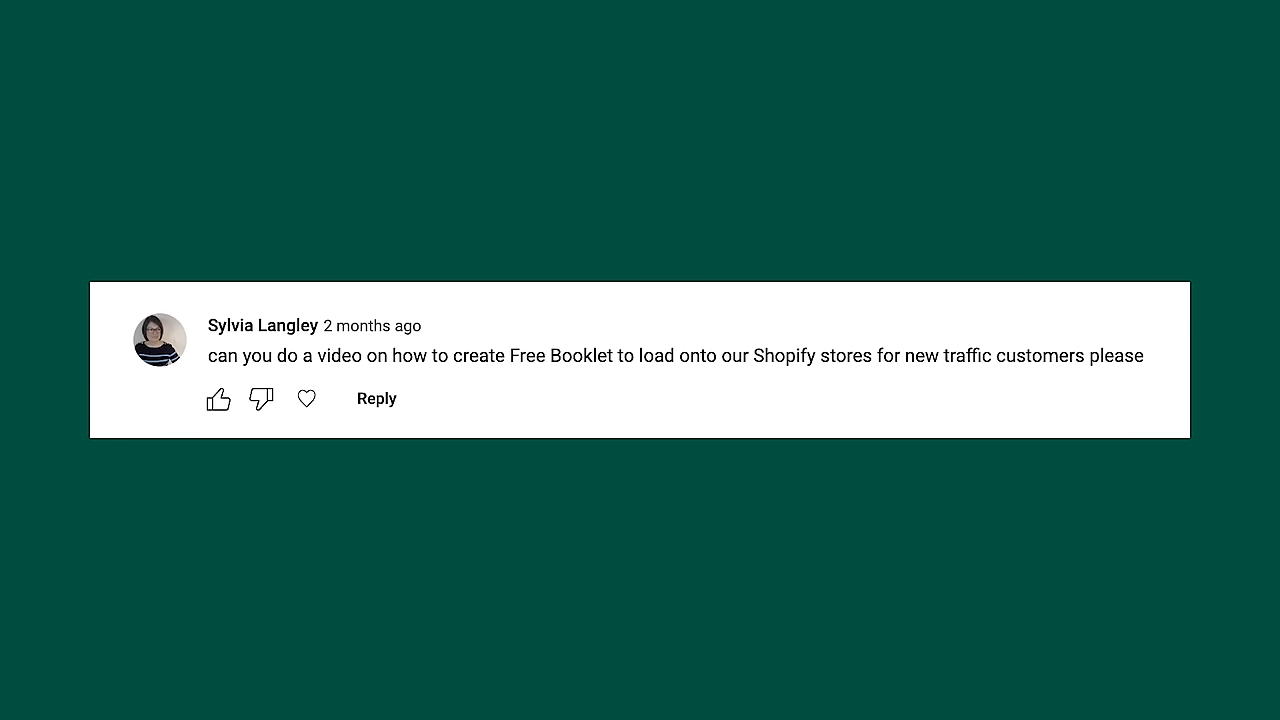 Sylvia Langley 2 months ago
can you do a video on how to create Free Booklet to load onto our Shopify stores for new traffic customers please
Reply